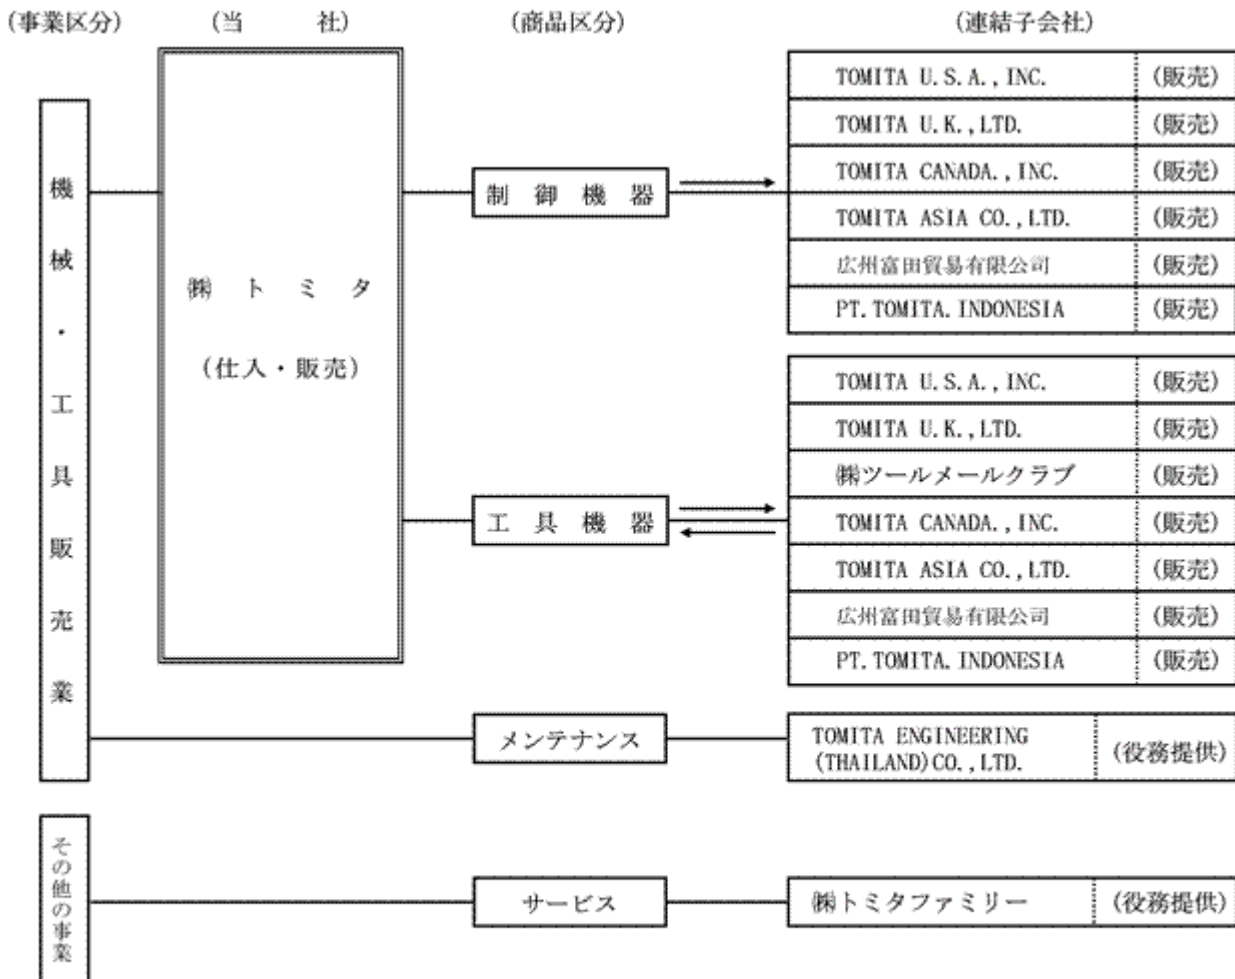 (事業区分) (当 社) (商品区分) (連結子会社)
機械・工具販売業
㈱トミタ
(仕入・販売)
制御機器
TOMITA U.S.A.,INC. (販売)
TOMITA U.K.,LTD. (販売)
TOMITA CANADA.,INC. (販売)
TOMITA ASIA CO.,LTD. (販売)
広州富田貿易有限公司 (販売)
PT.TOMITA.INDONESIA (販売)
工具機器
TOMITA U.S.A.,INC. (販売)
TOMITA U.K.,LTD. (販売)
㈱ツールメールクラブ (販売)
TOMITA CANADA.,INC. (販売)
TOMITA ASIA CO.,LTD. (販売)
広州富田貿易有限公司 (販売)
PT.TOMITA.INDONESIA (販売)
メンテナンス
TOMITA ENGINEERING
(THAILAND)CO.,LTD. (役務提供)
その他の事業
サービス
㈱トミタファミリー (役務提供)